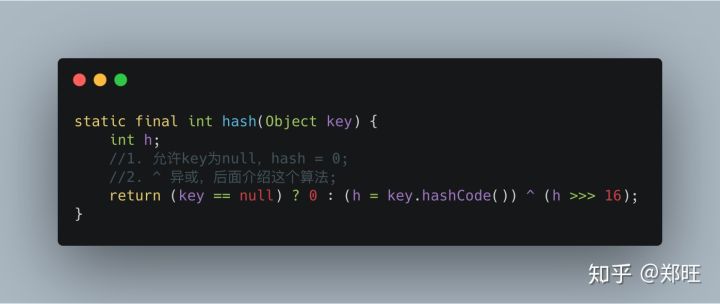 static final int hash(Object key) {
    int h;
    //1. 允许key为null，hash = 0;
    //2. ^ 异或，后面介绍这个算法;
    return (key == null) ? 0 : (h = key.hashCode()) ^ (h >>> 16);
}
知乎 @郑旺